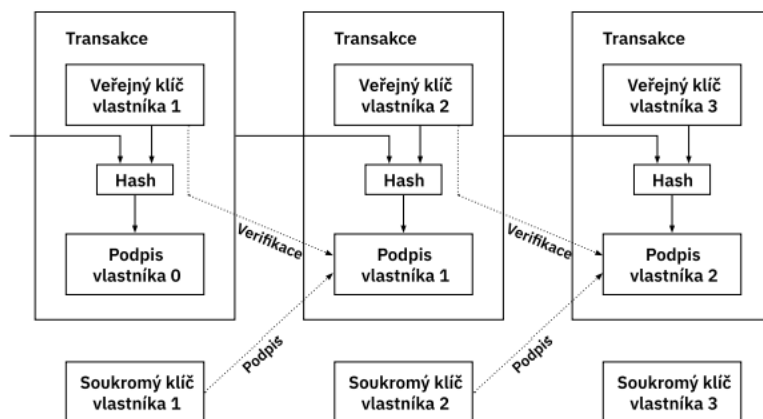 Transakce
Transakce
Transakce
Veřejný klíč
vlastníka 1
Veřejný klíč
vlastníka 2
Veřejný klíč
vlastníka 3
Hash
Hash
Hash
Verifikace
Verifikace
Podpis
vlastníka 0
Podpis
vlastníka 1
Podpis
vlastníka 2
Podpis
Podpis
Soukromý klíč
vlastníka 1
Soukromý klíč
vlastníka 2
Soukromý klíč
vlastníka 3